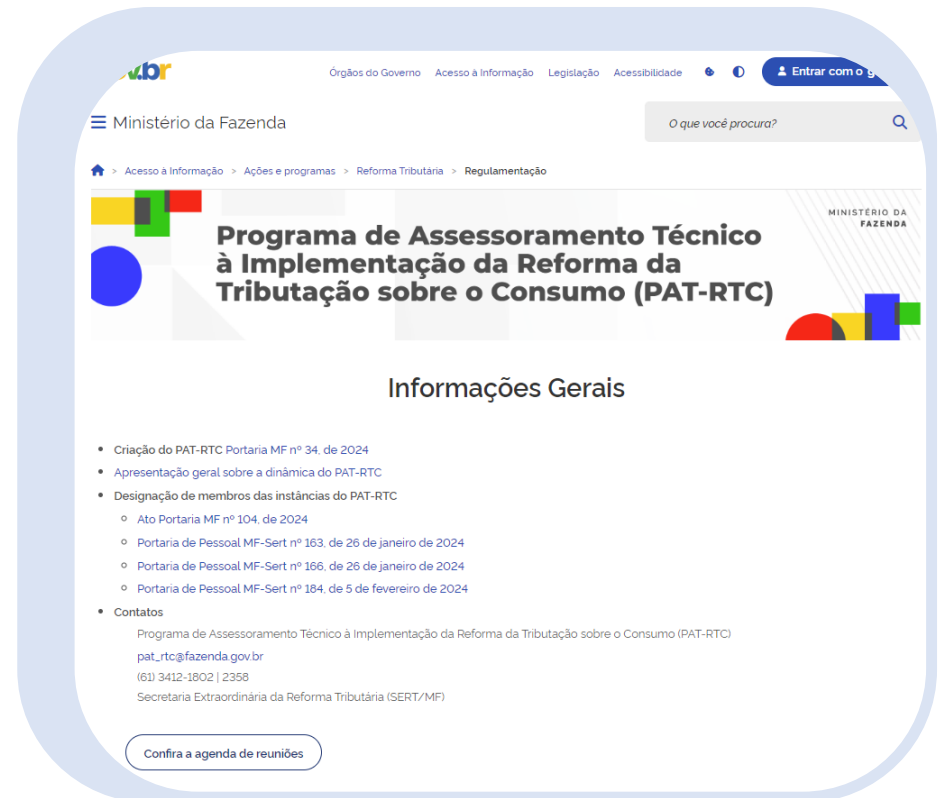 .br
Órgãos do Governo Acesso à Informação Legislação Acessibilidade Entrar com o
Ministério da Fazenda
O que você procura?
> Acesso à Informação > Ações e programas > Reforma Tributária > Regulamentação
MINISTÉRIO DA
FAZENDA
Programa de Assessoramento Técnico
à Implementação da Reforma da
Tributação sobre o Consumo (PAT-RTC)
Informações Gerais
Criação do PAT-RTC Portaria MF nº 34, de 2024
Apresentação geral sobre a dinâmica do PAT-RTC
Designação de membros das instâncias do PAT-RTC
Ato Portaria MF nº 104, de 2024
Portaria de Pessoal MF-Sert nº 163, de 26 de janeiro de 2024
Portaria de Pessoal MF-Sert nº 166, de 26 de janeiro de 2024
Portaria de Pessoal MF-Sert nº 184, de 5 de fevereiro de 2024
Contatos
Programa de Assessoramento Técnico à Implementação da Reforma da Tributação sobre o Consumo (PAT-RTC)
pat_rtc@fazenda.gov.br
(61) 3412-1802 | 2358
Secretaria Extraordinária da Reforma Tributária (SERT/MF)
Confira a agenda de reuniões